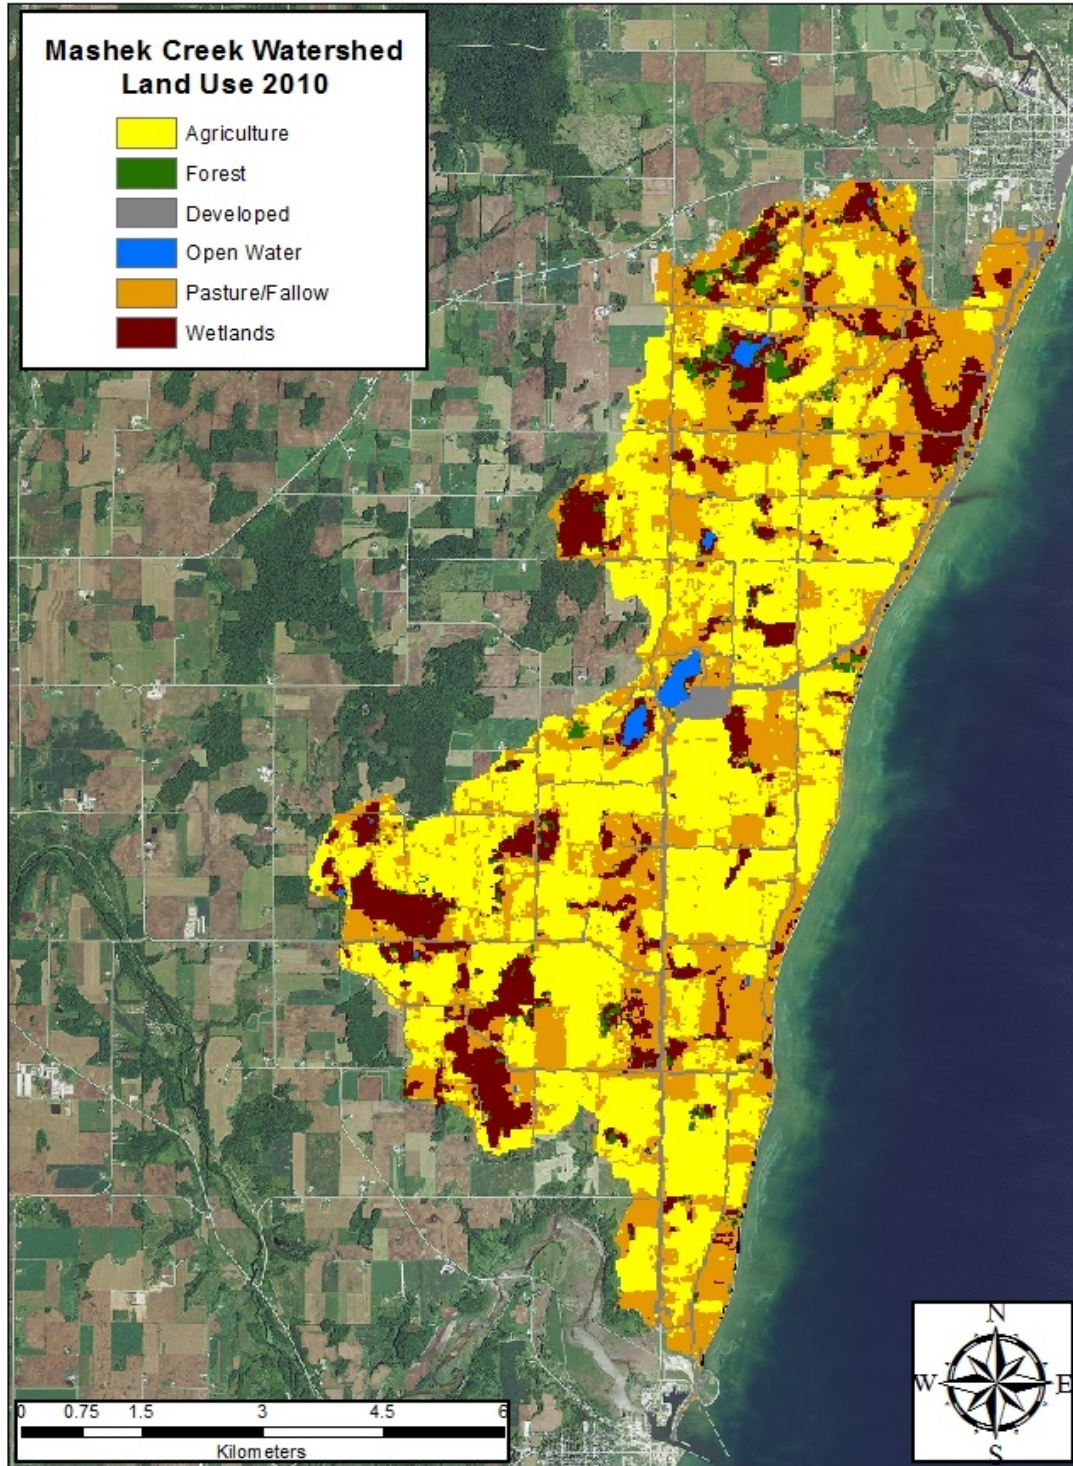 Mashek Creek Watershed
Land Use 2010
Agriculture
Forest
Developed
Open Water
Pasture/Fallow
Wetlands
N
W E
S
0 0.75 1.5 3 4.5 6
Kilometers